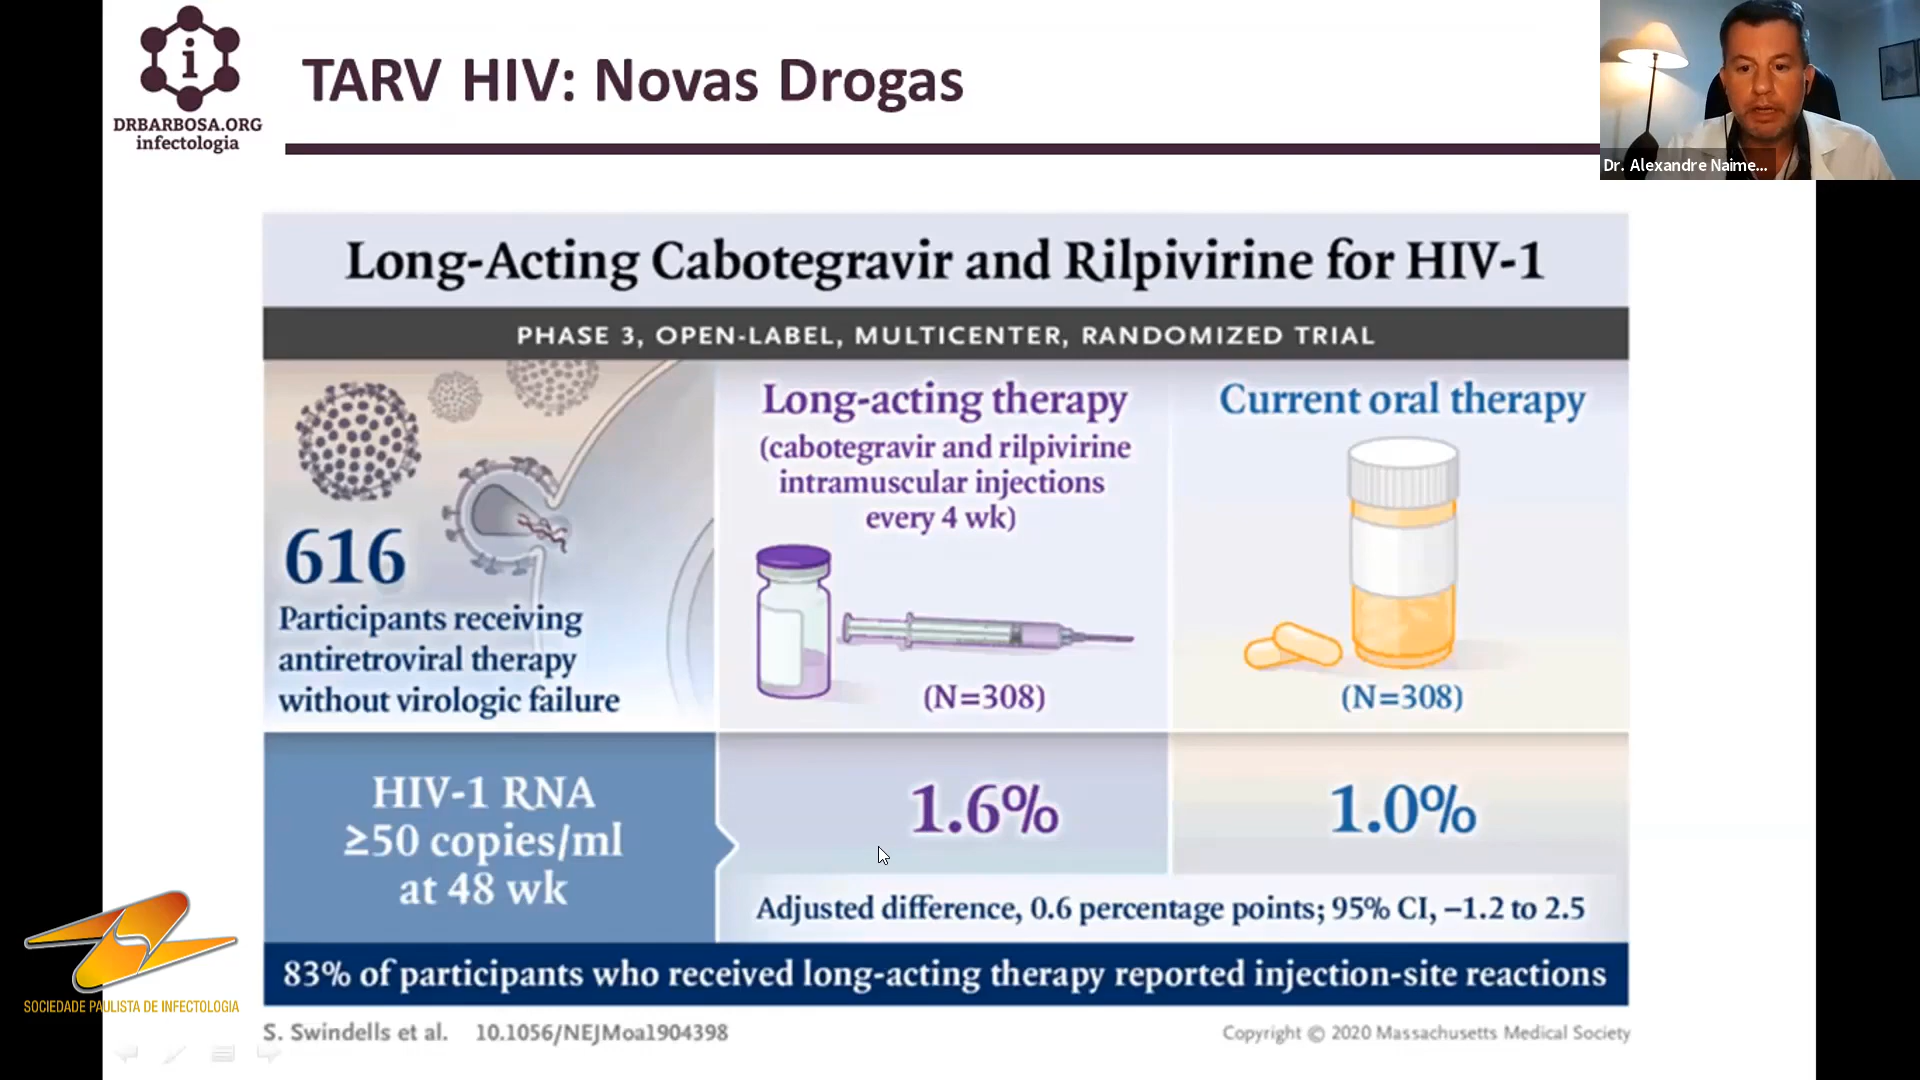 i
DRBARBOSA.ORG
infectologia
TARV HIV: Novas Drogas
Dr. Alexandre Naime...
Long-Acting Cabotegravir and Rilpivirine for HIV-1
PHASE 3, OPEN-LABEL, MULTICENTER, RANDOMIZED TRIAL
616
Participants receiving
antiretroviral therapy
without virologic failure
Long-acting therapy
(cabotegravir and rilpivirine
intramuscular injections
every 4 wk)
(N=308)
Current oral therapy
(N=308)
HIV-1 RNA
≥50 copies/ml
at 48 wk
1.6%
1.0%
Adjusted difference, 0.6 percentage points; 95% CI, −1.2 to 2.5
83% of participants who received long-acting therapy reported injection-site reactions
SOCIEDADE PAULISTA DE INFECTOLOGIA
S. Swindells et al. 10.1056/NEJMoa1904398
Copyright © 2020 Massachusetts Medical Society